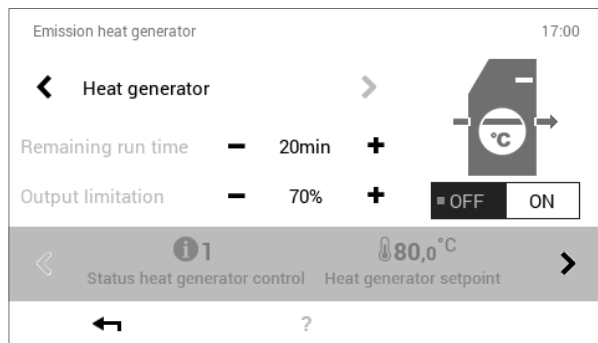 Emission heat generator 17:00
Heat generator
°C
Remaining run time − 20min +
Output limitation − 70% +
OFF ON
i 1 80,0°C
Status heat generator control Heat generator setpoint
?